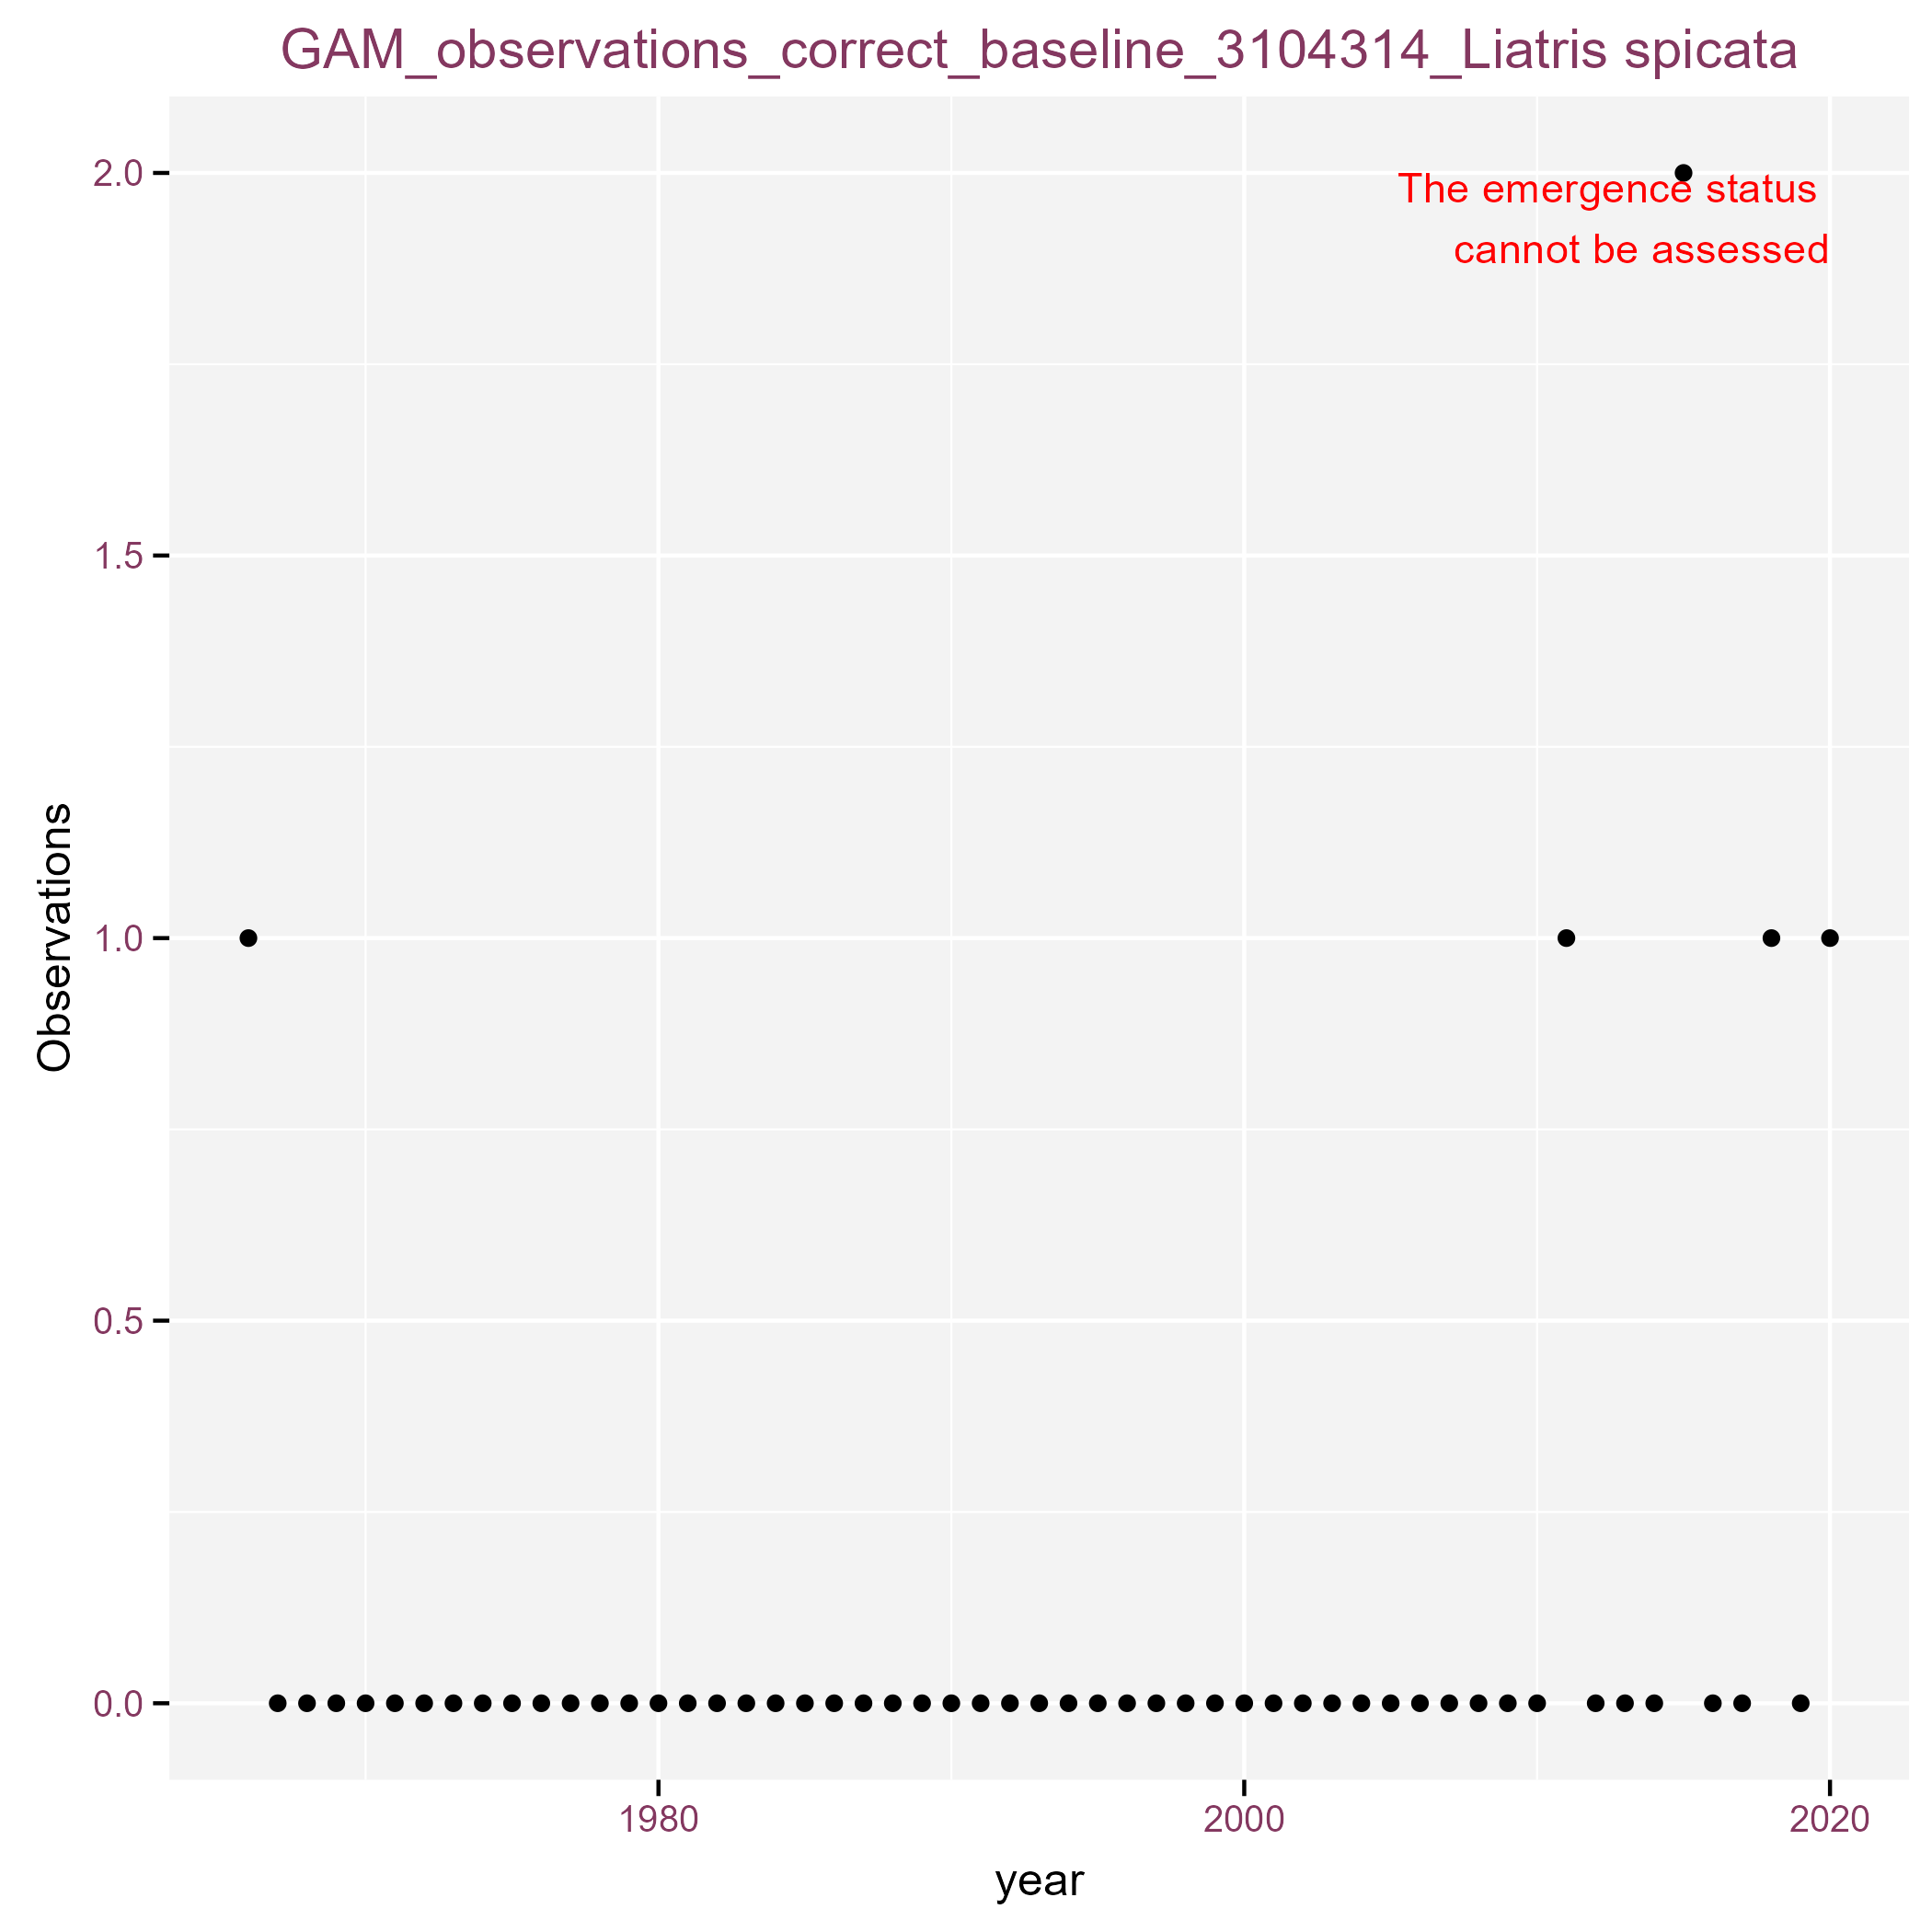 GAM_observations_correct_baseline_3104314_Liatris spicata
2.0
The emergence status
cannot be assessed
1.5
1.0
Observations
0.5
0.0
1980
2000
2020
year